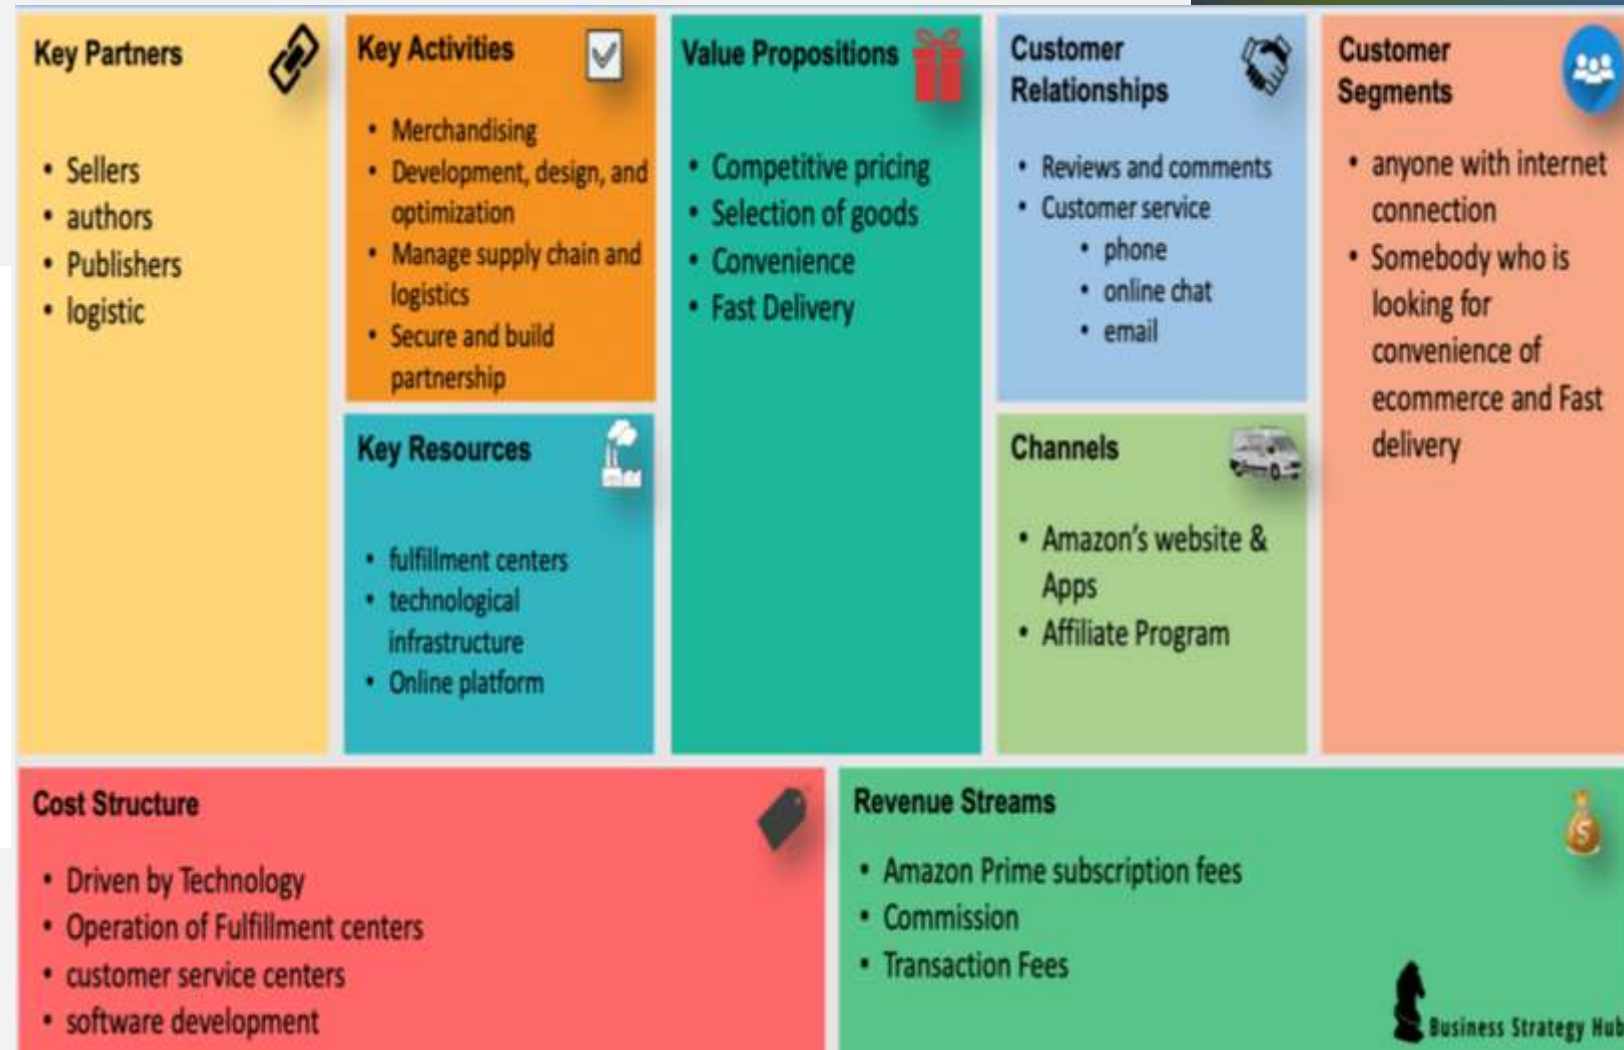 Key Partners
• Sellers
• authors
• Publishers
• logistic
Key Activities
• Merchandising
• Development, design, and
optimization
• Manage supply chain and
logistics
• Secure and build
partnership
Key Resources
• fulfillment centers
• technological
infrastructure
• Online platform
Value Propositions
• Competitive pricing
• Selection of goods
• Convenience
• Fast Delivery
Customer
Relationships
• Reviews and comments
• Customer service
• phone
• online chat
• email
Channels
• Amazon's website &
Apps
• Affiliate Program
Customer
Segments
• anyone with internet
connection
• Somebody who is
looking for
convenience of
ecommerce and Fast
delivery
Cost Structure
• Driven by Technology
• Operation of Fulfillment centers
• customer service centers
• software development
Revenue Streams
• Amazon Prime subscription fees
• Commission
• Transaction Fees
$
Business Strategy Hub